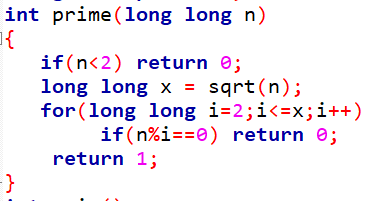 int prime(long long n)
{
if(n<2) return 0;
long long x = sqrt(n);
for(long long i=2;i<=x;i++)
if(n%i==0) return 0;
return 1;
}